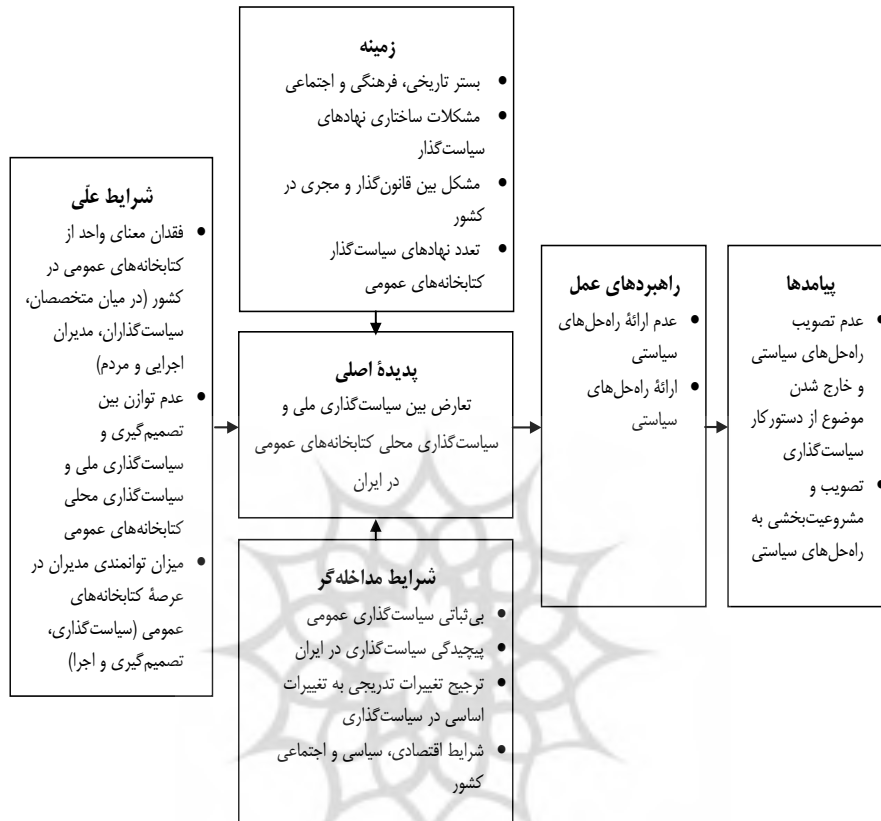 زمینه
• بستر تاریخی، فرهنگی و اجتماعی
• مشکلات ساختاری نهادهای
سیاست‌گذار
• مشکل بین قانون‌گذار و مجری در
کشور
• تعدد نهادهای سیاست‌گذار
کتابخانه‌های عمومی
شرایط علّی
• فقدان معنای واحد از
کتابخانه‌های عمومی در
کشور (در میان متخصصان،
سیاست‌گذاران، مدیران
اجرایی و مردم)
• عدم توازن بین
تصمیم‌گیری و
سیاست‌گذاری ملی و
سیاست‌گذاری محلی
کتابخانه‌های عمومی
• میزان توانمندی مدیران در
عرصۀ کتابخانه‌های
عمومی (سیاست‌گذاری،
تصمیم‌گیری و اجرا)
پدیدۀ اصلی
تعارض بین سیاست‌گذاری ملی و
سیاست‌گذاری محلی کتابخانه‌های عمومی
در ایران
شرایط مداخله‌گر
• بی‌ثباتی سیاست‌گذاری عمومی
• پیچیدگی سیاست‌گذاری در ایران
• ترجیح تغییرات تدریجی به تغییرات
اساسی در سیاست‌گذاری
• شرایط اقتصادی، سیاسی و اجتماعی
کشور
راهبردهای عمل
• عدم ارائۀ راه‌حل‌های
سیاستی
• ارائۀ راه‌حل‌های
سیاستی
پیامدها
• عدم تصویب
راه‌حل‌های سیاستی
و خارج شدن
موضوع از دستورکار
سیاست‌گذاری
• تصویب و
مشروعیت‌بخشی به
راه‌حل‌های سیاستی